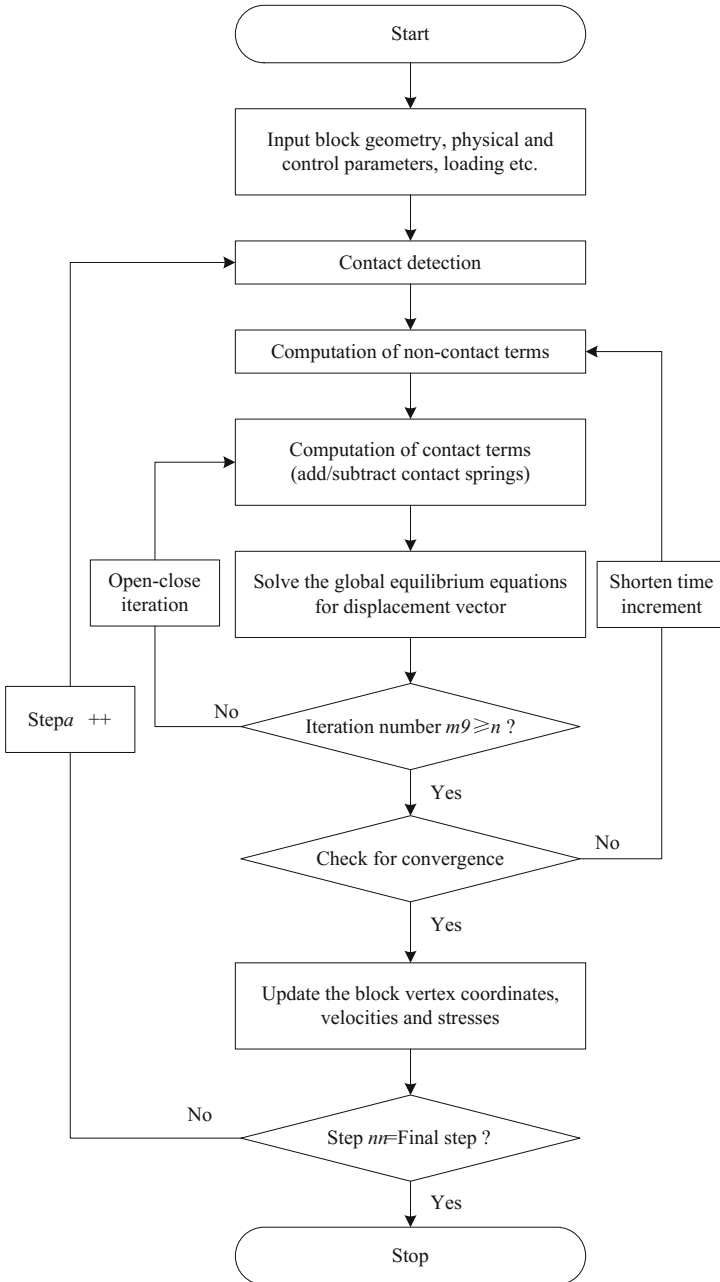 Start
Input block geometry, physical and
control parameters, loading etc.
Contact detection
Computation of non-contact terms
Computation of contact terms
(add/subtract contact springs)
Open-close
iteration
Solve the global equilibrium equations
for displacement vector
Shorten time
increment
Stepa ++
No
Iteration number m9≥n ?
Yes
No
Check for convergence
Yes
Update the block vertex coordinates,
velocities and stresses
No
Step nn=Final step ?
Yes
Stop